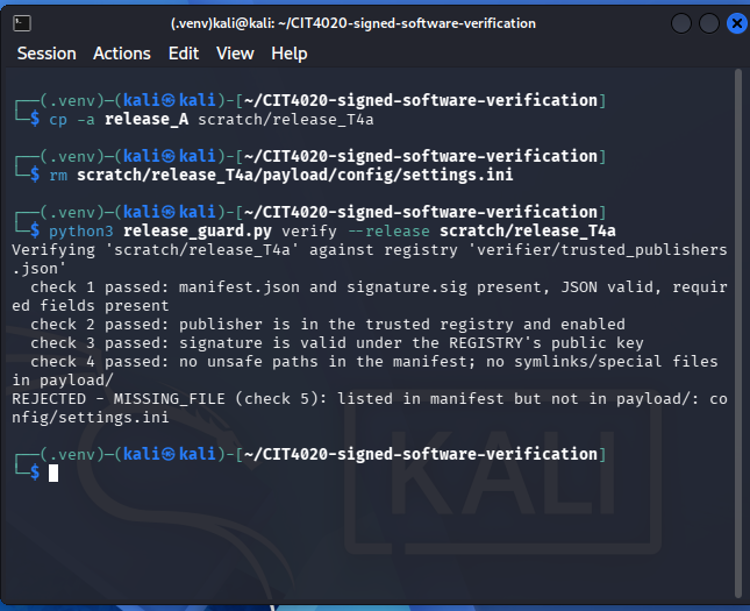 (.venv)kali@kali: ~/CIT4020-signed-software-verification
Session Actions Edit View Help
┌──(.venv)─(kali㉿kali)-[~/CIT4020-signed-software-verification]
└─$ cp -a release_A scratch/release_T4a
┌──(.venv)─(kali㉿kali)-[~/CIT4020-signed-software-verification]
└─$ rm scratch/release_T4a/payload/config/settings.ini
┌──(.venv)─(kali㉿kali)-[~/CIT4020-signed-software-verification]
└─$ python3 release_guard.py verify --release scratch/release_T4a
Verifying 'scratch/release_T4a' against registry 'verifier/trusted_publishers
.json'
  check 1 passed: manifest.json and signature.sig present, JSON valid, requir
ed fields present
  check 2 passed: publisher is in the trusted registry and enabled
  check 3 passed: signature is valid under the REGISTRY's public key
  check 4 passed: no unsafe paths in the manifest; no symlinks/special files
in payload/
REJECTED - MISSING_FILE (check 5): listed in manifest but not in payload/: co
nfig/settings.ini
┌──(.venv)─(kali㉿kali)-[~/CIT4020-signed-software-verification]
└─$
KALI